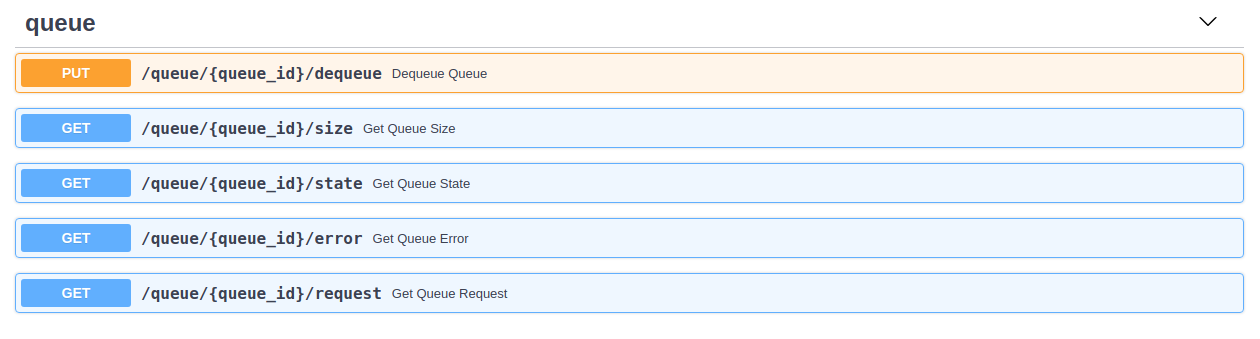 queue
PUT /queue/{queue_id}/dequeue Dequeue Queue
GET /queue/{queue_id}/size Get Queue Size
GET /queue/{queue_id}/state Get Queue State
GET /queue/{queue_id}/error Get Queue Error
GET /queue/{queue_id}/request Get Queue Request